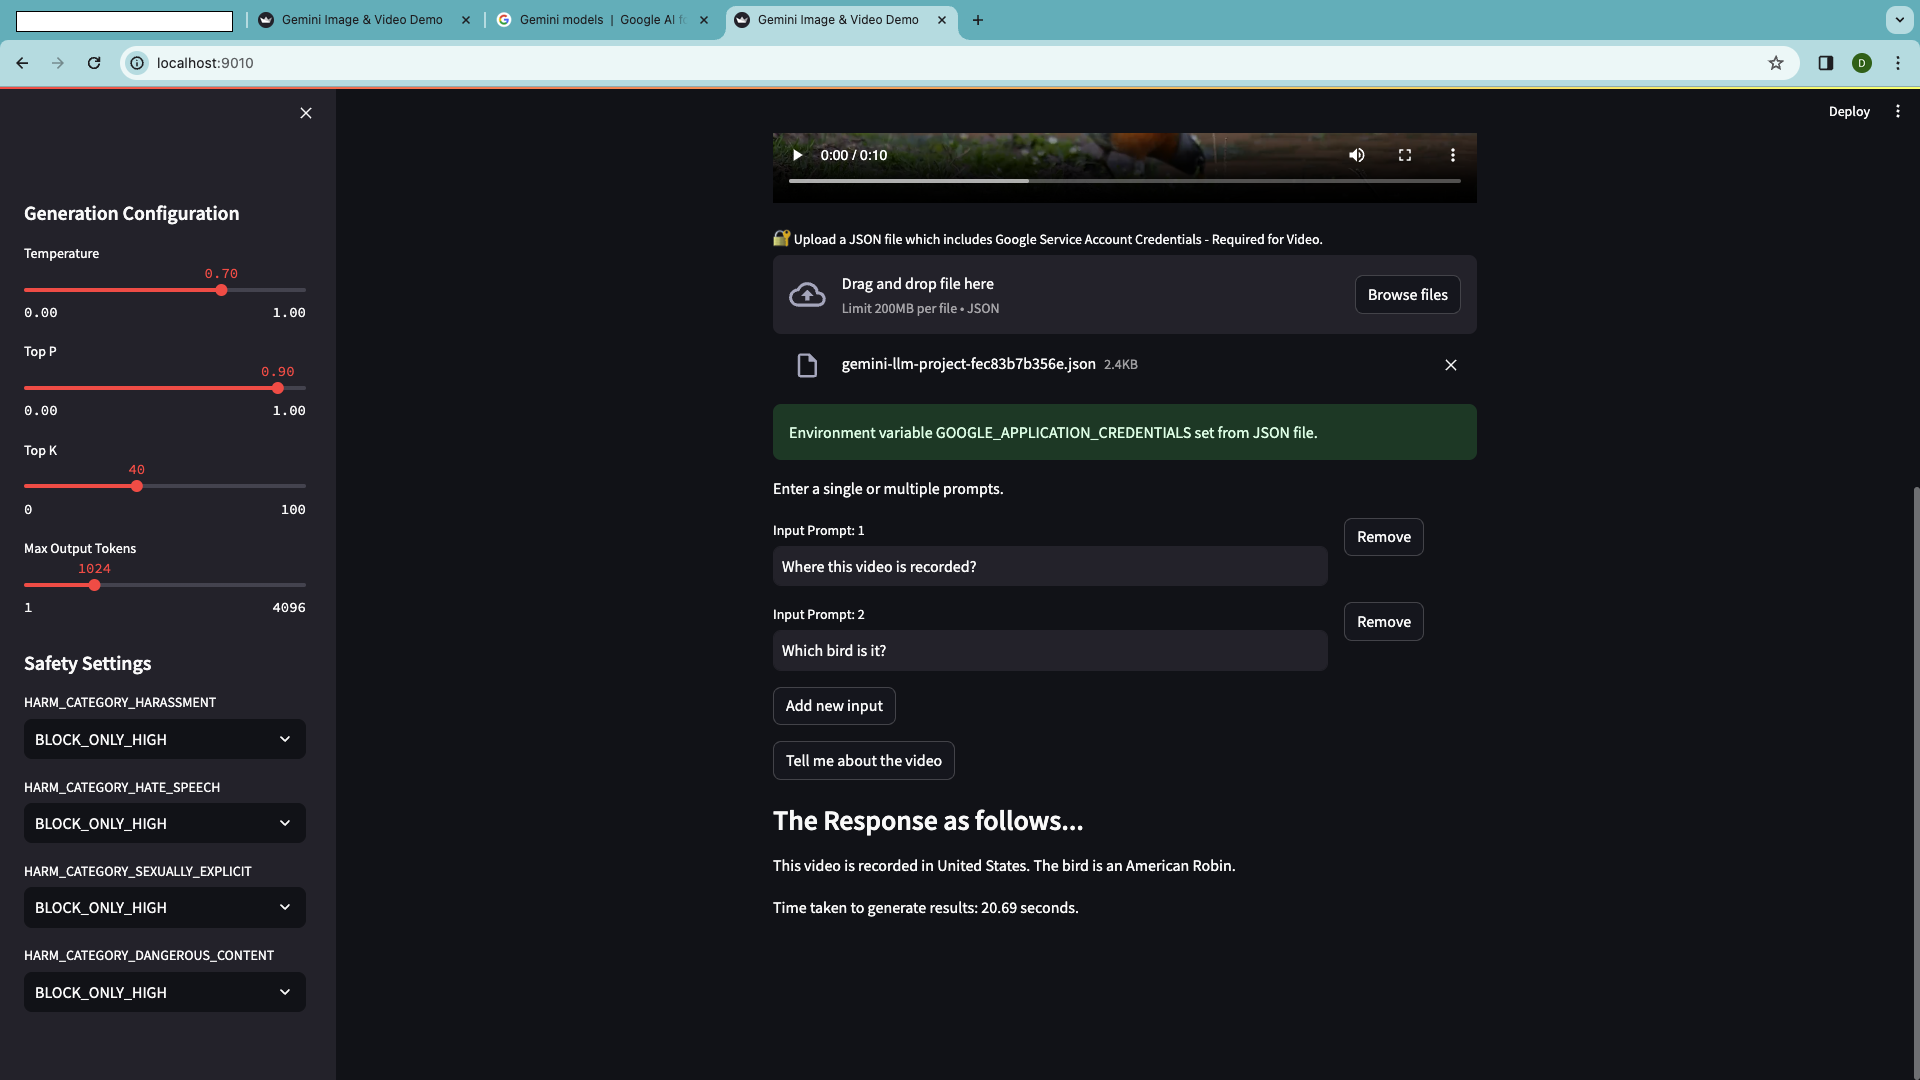 Gemini Image & Video Demo
Gemini models | Google AI fo
Gemini Image & Video Demo
localhost:9010
D
Deploy
Generation Configuration
Temperature
0.70
0.00 1.00
Top P
0.90
0.00 1.00
Top K
40
0 100
Max Output Tokens
1024
1 4096
Safety Settings
HARM_CATEGORY_HARASSMENT
BLOCK_ONLY_HIGH
HARM_CATEGORY_HATE_SPEECH
BLOCK_ONLY_HIGH
HARM_CATEGORY_SEXUALLY_EXPLICIT
BLOCK_ONLY_HIGH
HARM_CATEGORY_DANGEROUS_CONTENT
BLOCK_ONLY_HIGH
0:00 / 0:10
Upload a JSON file which includes Google Service Account Credentials - Required for Video.
Drag and drop file here
Limit 200MB per file • JSON
Browse files
gemini-llm-project-fec83b7b356e.json 2.4KB
Environment variable GOOGLE_APPLICATION_CREDENTIALS set from JSON file.
Enter a single or multiple prompts.
Input Prompt: 1
Where this video is recorded?
Remove
Input Prompt: 2
Which bird is it?
Remove
Add new input
Tell me about the video
The Response as follows...
This video is recorded in United States. The bird is an American Robin.
Time taken to generate results: 20.69 seconds.